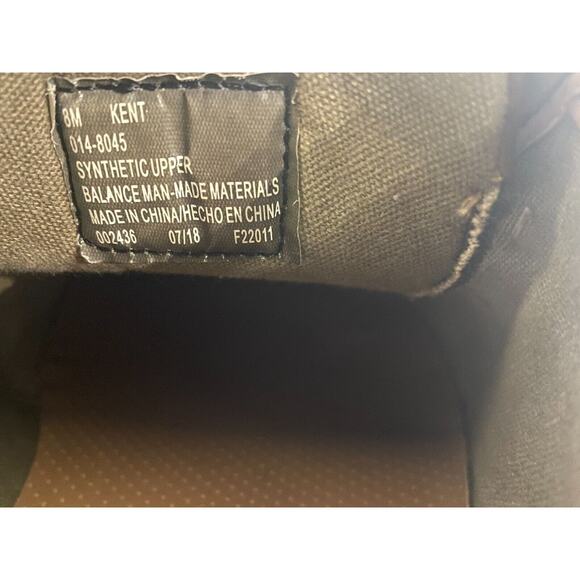 8M KENT
014-8045
SYNTHETIC UPPER
BALANCE MAN-MADE MATERIALS
MADE IN CHINA/HECHO EN CHINA
002436 07/18 F22011